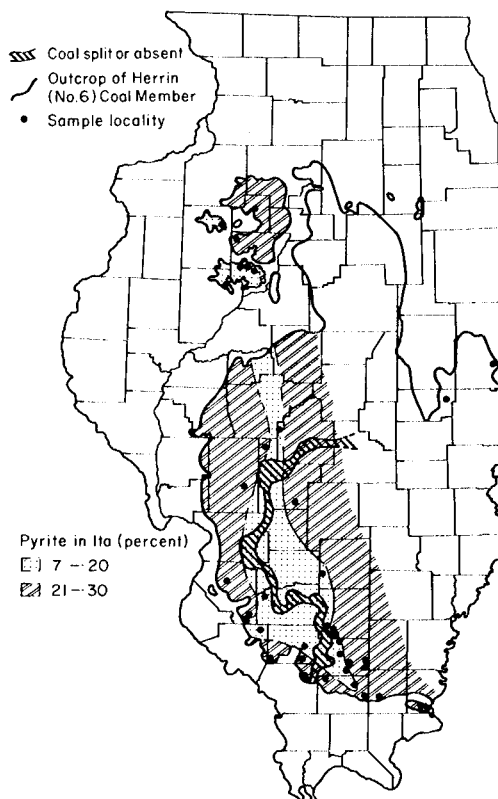 Coal split or absent
Outcrop of Herrin
(No.6) Coal Member
Sample locality
Pyrite in lta (percent)
7 - 20
21-30